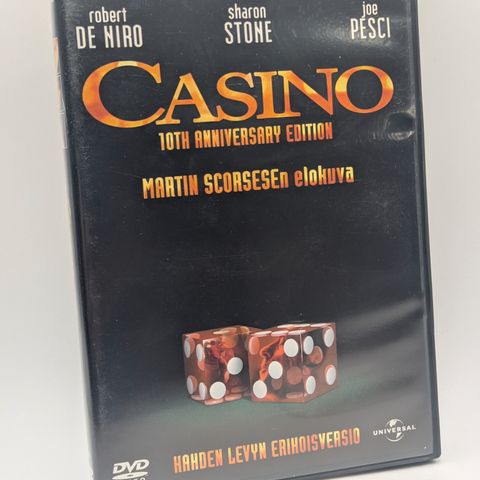 robert sharon joe
DE NIRO STONE PESCI
CASINO
10TH ANNIVERSARY EDITION
MARTIN SCORSESEn elokuva
KAHDEN LEVYN ERIKOISVERSIO
UNIVERSAL
DVD